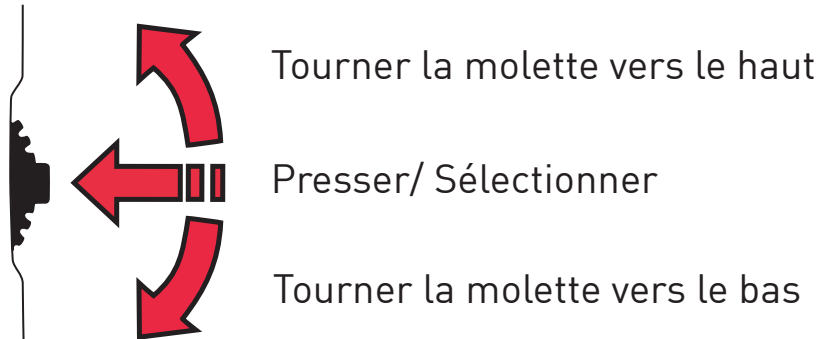 Tourner la molette vers le haut
Presser/ Sélectionner
Tourner la molette vers le bas